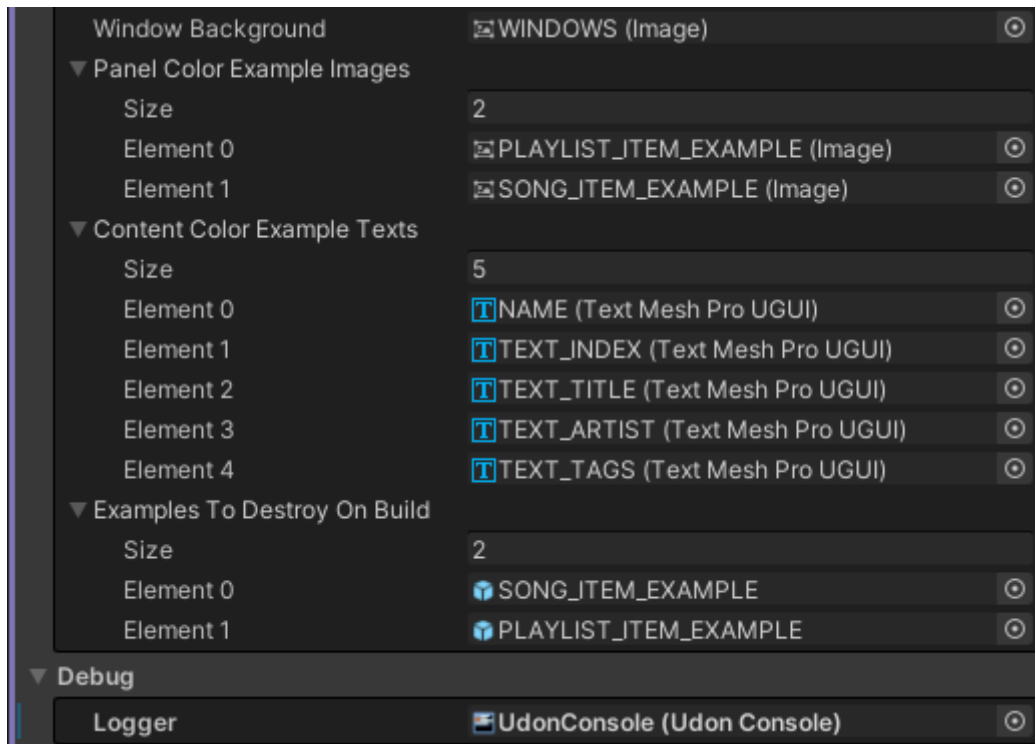 Window Background WINDOWS (Image)
Panel Color Example Images
Size 2
Element 0 PLAYLIST_ITEM_EXAMPLE (Image)
Element 1 SONG_ITEM_EXAMPLE (Image)
Content Color Example Texts
Size 5
Element 0 NAME (Text Mesh Pro UGUI)
Element 1 TEXT_INDEX (Text Mesh Pro UGUI)
Element 2 TEXT_TITLE (Text Mesh Pro UGUI)
Element 3 TEXT_ARTIST (Text Mesh Pro UGUI)
Element 4 TEXT_TAGS (Text Mesh Pro UGUI)
Examples To Destroy On Build
Size 2
Element 0 SONG_ITEM_EXAMPLE
Element 1 PLAYLIST_ITEM_EXAMPLE
Debug
Logger UdonConsole (Udon Console)